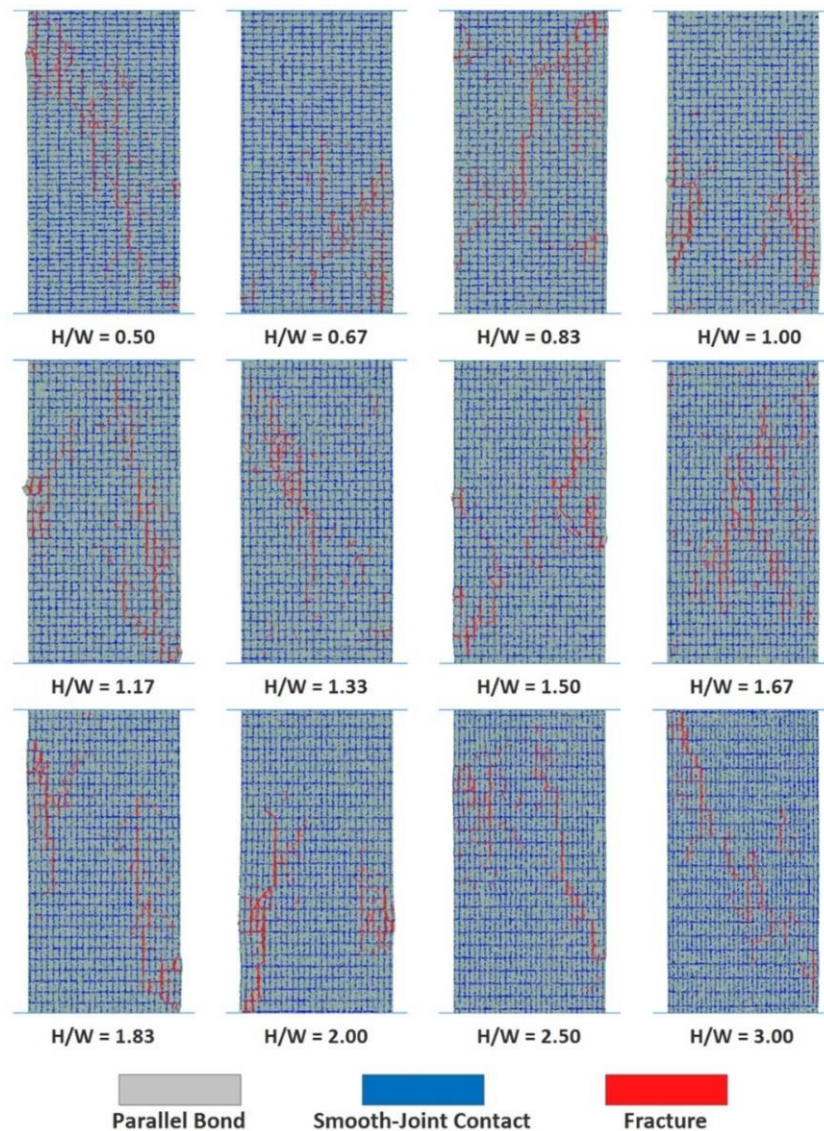 H/W = 0.50 H/W = 0.67 H/W = 0.83 H/W = 1.00
H/W = 1.17 H/W = 1.33 H/W = 1.50 H/W = 1.67
H/W = 1.83 H/W = 2.00 H/W = 2.50 H/W = 3.00
Parallel Bond Smooth-Joint Contact Fracture